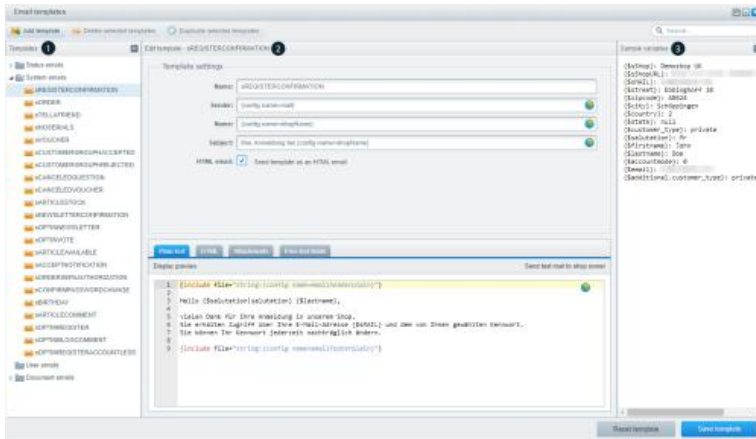 Email templates
Add template
Delete selected templates
Duplicate selected templates
Search...
Templates 1
Edit template - sREGISTERCONFIRMATION 2
Sample variables 3
Status emails
System emails
sREGISTERCONFIRMATION
sORDER
sTELLAFRIEND
sNOSERIALS
sVOUCHER
sCUSTOMERGROUPHACCEPTED
sCUSTOMERGROUPHREJECTED
sCANCELEDQUESTION
sCANCELEDVOUCHER
sARTICLESTOCK
sNEWSLETTERCONFIRMATION
sOPTINNEWSLETTER
sOPTINVOTE
sARTICLEAVAILABLE
sACCEPTNOTIFICATION
sORDERSEPAAUTHORIZATION
sCONFIRMPASSWORDCHANGE
sBIRTHDAY
sARTICLECOMMENT
sOPTINREGISTER
sOPTINBLOGCOMMENT
sOPTINREGISTERACCOUNTLESS
User emails
Document emails
Template settings
Name: sREGISTERCONFIRMATION
Sender: {config name=mail}
Name: {config name=shopName}
Subject: Ihre Anmeldung bei {config name=shopName}
HTML email: Send template as an HTML email
Plain text
HTML
Attachments
Free text fields
Display preview
Send test mail to shop owner
1 {include file="string:{config name=emailheaderplain}"}
2
3 Hallo {$salutation|salutation} {$lastname},
4
5 vielen Dank für Ihre Anmeldung in unserem Shop.
6 Sie erhalten Zugriff über Ihre E-Mail-Adresse {$sMAIL} und dem von Ihnen gewählten Kennwort.
7 Sie können Ihr Kennwort jederzeit nachträglich ändern.
8
9 {include file="string:{config name=emailfooterplain}"}
{$sShop}: Demoshop
{$sShopURL}:
{$sMAIL}:
{$street}:
{$zipcode}:
{$city}: Schöppingen
{$country}: 2
{$state}: null
{$customer_type}: private
{$salutation}: Mr
{$firstname}: John
{$lastname}: Doe
{$accountmode}: 0
{$email}:
{$additional.customer_type}: private
Reset template
Save template